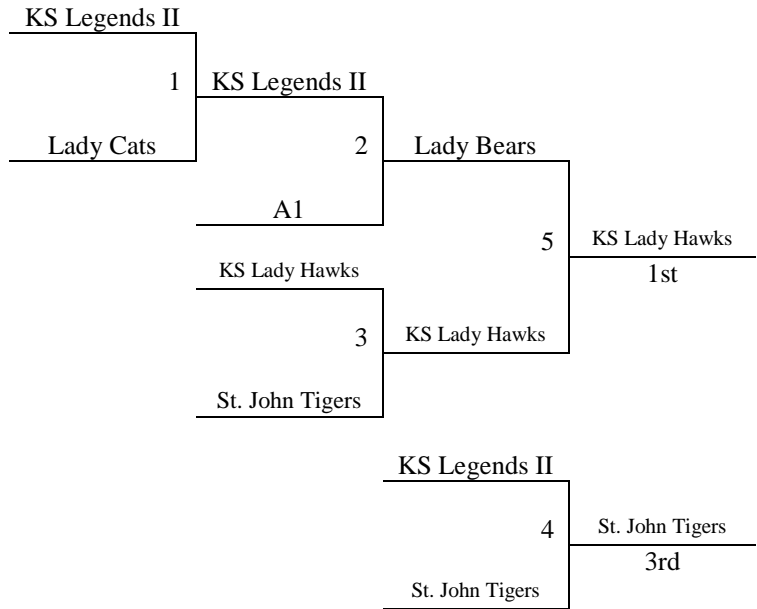 KS Legends II
1
KS Legends II
Lady Cats
2
Lady Bears
A1
5
KS Lady Hawks
KS Lady Hawks
1st
3
KS Lady Hawks
St. John Tigers
KS Legends II
4
St. John Tigers
3rd
St. John Tigers